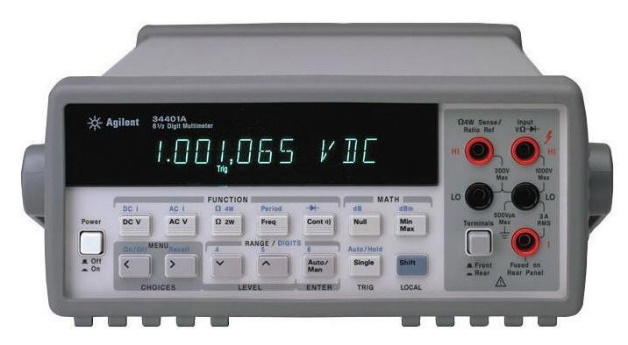 Agilent
34401A
6½ Digit Multimeter
1.001,065 VDC
Trig
Ω4W Sense/
Ratio Ref
Input
VΩ
HI
HI
200V
Max
1000V
Max
LO
LO
500Vpk
Max
3A
RMS
Terminals
I
Front
Rear
Fused on
Rear Panel
FUNCTION
MATH
DC I
AC I
Ω 4W
Period
dB
dBm
Power
DC V
AC V
Ω 2W
Freq
Cont
Null
Min
Max
Off
On
On/Off
MENU
Recall
RANGE / DIGITS
4
5
6
Auto/Hold
<
>
Auto/
Man
Single
Shift
CHOICES
LEVEL
ENTER
TRIG
LOCAL